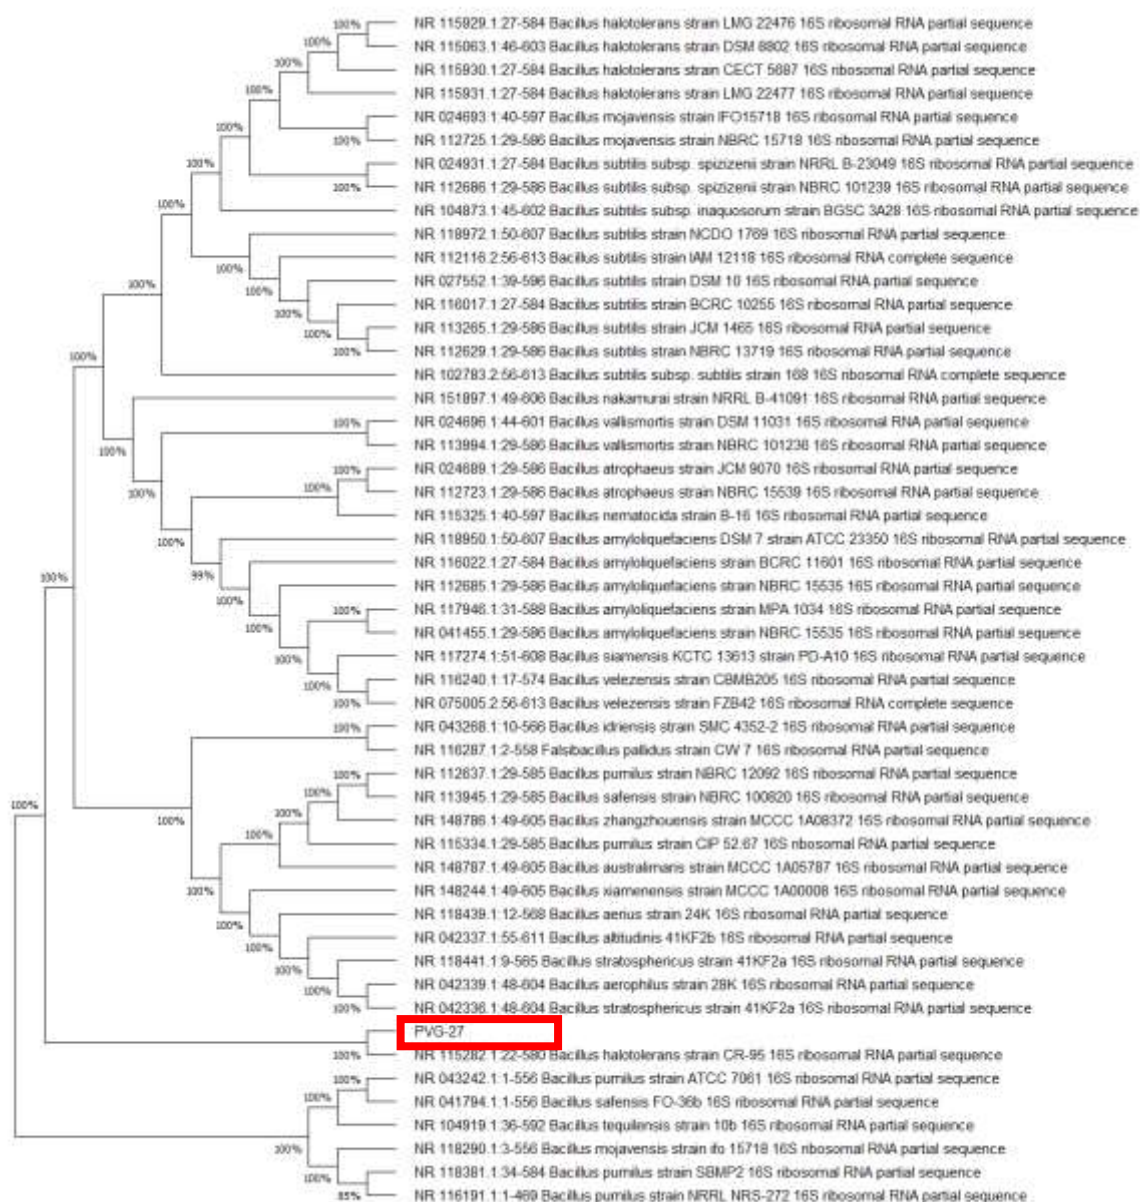 NR 115929.1:27-584 Bacillus halotolerans strain LMG 22476 16S ribosomal RNA partial sequence
NR 115063.1:46-603 Bacillus halotolerans strain DSM 8802 16S ribosomal RNA partial sequence
NR 115930.1:27-584 Bacillus halotolerans strain CECT 5687 16S ribosomal RNA partial sequence
NR 115931.1:27-584 Bacillus halotolerans strain LMG 22477 16S ribosomal RNA partial sequence
NR 024693.1:40-597 Bacillus mojavensis strain IFO15718 16S ribosomal RNA partial sequence
NR 112725.1:29-586 Bacillus mojavensis strain NBRC 15718 16S ribosomal RNA partial sequence
NR 024931.1:27-584 Bacillus subtilis subsp. spizizenii strain NRRL B-23049 16S ribosomal RNA partial sequence
NR 112686.1:29-586 Bacillus subtilis subsp. spizizenii strain NBRC 101239 16S ribosomal RNA partial sequence
NR 104873.1:45-602 Bacillus subtilis subsp. inaquosorum strain BGSC 3A28 16S ribosomal RNA partial sequence
NR 118972.1:50-607 Bacillus subtilis strain NCDO 1769 16S ribosomal RNA partial sequence
NR 112116.2:56-613 Bacillus subtilis strain IAM 12118 16S ribosomal RNA complete sequence
NR 027552.1:39-596 Bacillus subtilis strain DSM 10 16S ribosomal RNA partial sequence
NR 116017.1:27-584 Bacillus subtilis strain BCRC 10255 16S ribosomal RNA partial sequence
NR 113265.1:29-586 Bacillus subtilis strain JCM 1465 16S ribosomal RNA partial sequence
NR 112629.1:29-586 Bacillus subtilis strain NBRC 13719 16S ribosomal RNA partial sequence
NR 102783.2:56-613 Bacillus subtilis subsp. subtilis strain 168 16S ribosomal RNA complete sequence
NR 151897.1:49-606 Bacillus nakamurai strain NRRL B-41091 16S ribosomal RNA partial sequence
NR 024696.1:44-601 Bacillus vallismortis strain DSM 11031 16S ribosomal RNA partial sequence
NR 113994.1:29-586 Bacillus vallismortis strain NBRC 101236 16S ribosomal RNA partial sequence
NR 024689.1:29-586 Bacillus atrophaeus strain JCM 9070 16S ribosomal RNA partial sequence
NR 112723.1:29-586 Bacillus atrophaeus strain NBRC 15539 16S ribosomal RNA partial sequence
NR 115325.1:40-597 Bacillus nematocida strain B-16 16S ribosomal RNA partial sequence
NR 118950.1:50-607 Bacillus amyloliquefaciens DSM 7 strain ATCC 23350 16S ribosomal RNA partial sequence
NR 116022.1:27-584 Bacillus amyloliquefaciens strain BCRC 11601 16S ribosomal RNA partial sequence
NR 112685.1:29-586 Bacillus amyloliquefaciens strain NBRC 15535 16S ribosomal RNA partial sequence
NR 117946.1:31-588 Bacillus amyloliquefaciens strain MPA 1034 16S ribosomal RNA partial sequence
NR 041455.1:29-586 Bacillus amyloliquefaciens strain NBRC 15535 16S ribosomal RNA partial sequence
NR 117274.1:51-608 Bacillus siamensis KCTC 13613 strain PD-A10 16S ribosomal RNA partial sequence
NR 116240.1:17-574 Bacillus velezensis strain CBMB205 16S ribosomal RNA partial sequence
NR 075005.2:56-613 Bacillus velezensis strain FZB42 16S ribosomal RNA complete sequence
NR 043268.1:10-566 Bacillus idriensis strain SMC 4352-2 16S ribosomal RNA partial sequence
NR 116287.1:2-558 Falsibacillus pallidus strain CW 7 16S ribosomal RNA partial sequence
NR 112637.1:29-585 Bacillus pumilus strain NBRC 12092 16S ribosomal RNA partial sequence
NR 113945.1:29-585 Bacillus safensis strain NBRC 100820 16S ribosomal RNA partial sequence
NR 148786.1:49-605 Bacillus zhangzhouensis strain MCCC 1A08372 16S ribosomal RNA partial sequence
NR 115334.1:29-585 Bacillus pumilus strain CIP 52.67 16S ribosomal RNA partial sequence
NR 148787.1:49-605 Bacillus australimaris strain MCCC 1A05787 16S ribosomal RNA partial sequence
NR 148244.1:49-605 Bacillus xiamenensis strain MCCC 1A00008 16S ribosomal RNA partial sequence
NR 118439.1:12-568 Bacillus aerius strain 24K 16S ribosomal RNA partial sequence
NR 042337.1:55-611 Bacillus altitudinis 41KF2b 16S ribosomal RNA partial sequence
NR 118441.1:9-565 Bacillus stratosphericus strain 41KF2a 16S ribosomal RNA partial sequence
NR 042339.1:48-604 Bacillus aerophilus strain 28K 16S ribosomal RNA partial sequence
NR 042336.1:48-604 Bacillus stratosphericus strain 41KF2a 16S ribosomal RNA partial sequence
PVG-27
NR 115282.1:22-580 Bacillus halotolerans strain CR-95 16S ribosomal RNA partial sequence
NR 043242.1:1-556 Bacillus pumilus strain ATCC 7061 16S ribosomal RNA partial sequence
NR 041794.1:1-556 Bacillus safensis FO-36b 16S ribosomal RNA partial sequence
NR 104919.1:36-592 Bacillus tequilensis strain 10b 16S ribosomal RNA partial sequence
NR 118290.1:3-556 Bacillus mojavensis strain ifo 15718 16S ribosomal RNA partial sequence
NR 118381.1:34-584 Bacillus pumilus strain SBMP2 16S ribosomal RNA partial sequence
NR 116191.1:1-469 Bacillus pumilus strain NRRL NRS-272 16S ribosomal RNA partial sequence